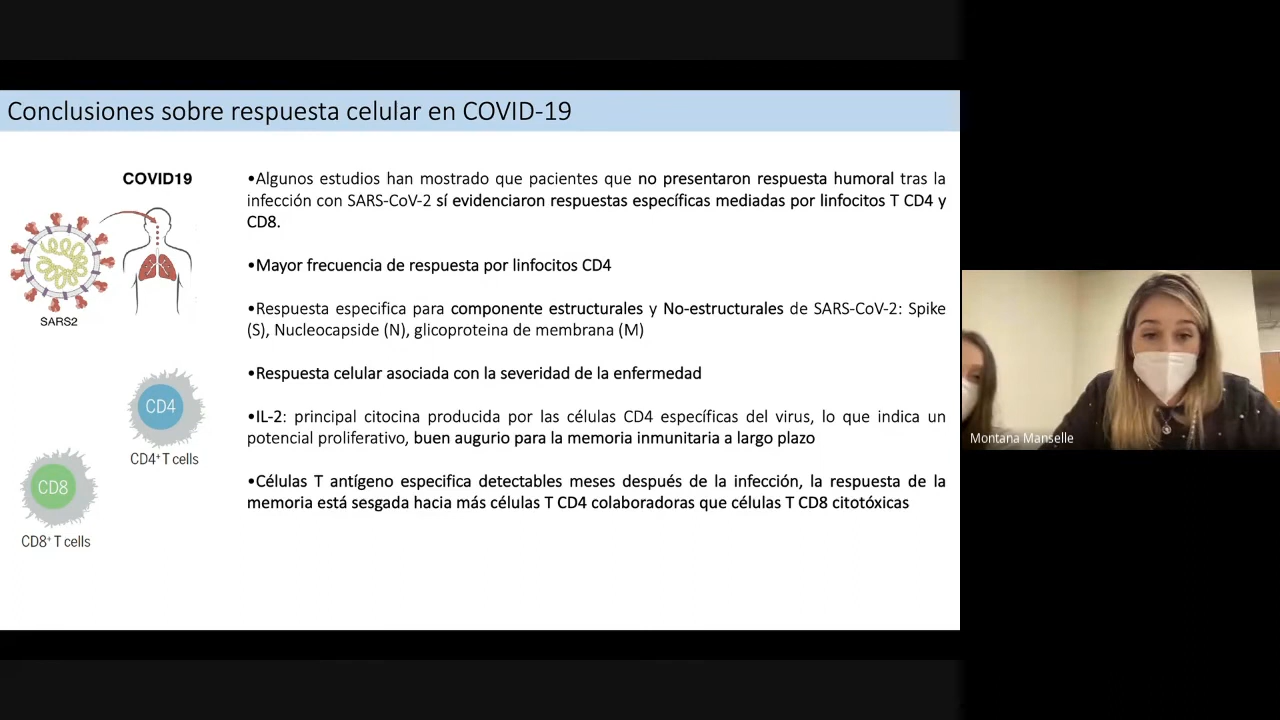 Conclusiones sobre respuesta celular en COVID-19
COVID19
SARS2
CD4
CD4⁺ T cells
CD8
CD8⁺ T cells
•Algunos estudios han mostrado que pacientes que no presentaron respuesta humoral tras la
infección con SARS-CoV-2 sí evidenciaron respuestas específicas mediadas por linfocitos T CD4 y
CD8.
•Mayor frecuencia de respuesta por linfocitos CD4
•Respuesta especifica para componente estructurales y No-estructurales de SARS-CoV-2: Spike
(S), Nucleocapside (N), glicoproteina de membrana (M)
•Respuesta celular asociada con la severidad de la enfermedad
•IL-2: principal citocina producida por las células CD4 específicas del virus, lo que indica un
potencial proliferativo, buen augurio para la memoria inmunitaria a largo plazo
•Células T antígeno especifica detectables meses después de la infección, la respuesta de la
memoria está sesgada hacia más células T CD4 colaboradoras que células T CD8 citotóxicas
Montana Manselle